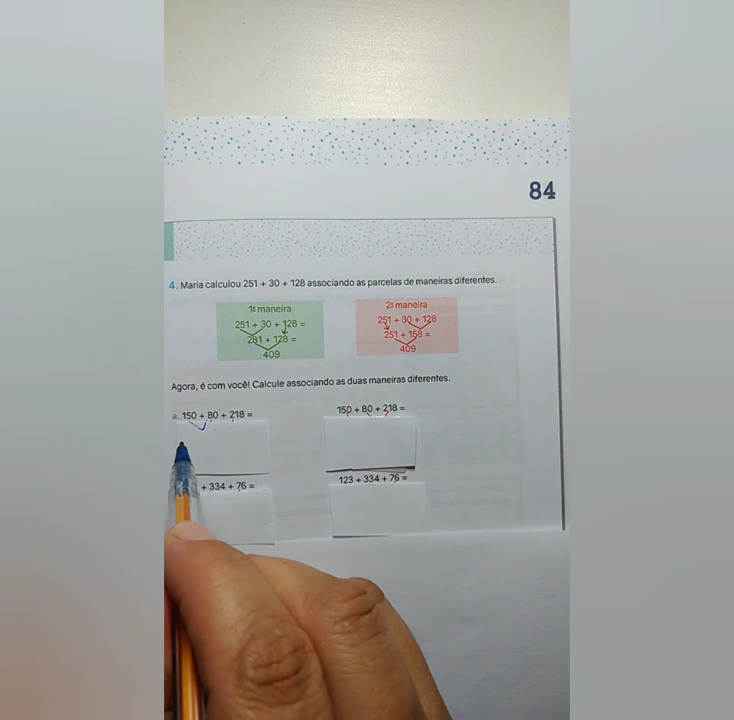 84
4. Maria calculou 251 + 30 + 128 associando as parcelas de maneiras diferentes.
1ª maneira
251 + 30 + 128 =
281 + 128 =
409
2ª maneira
251 + 30 + 128
251 + 158 =
409
Agora, é com você! Calcule associando as duas maneiras diferentes.
a. 150 + 80 + 218 =
150 + 80 + 218 =
+ 334 + 76 =
123 + 334 + 76 =